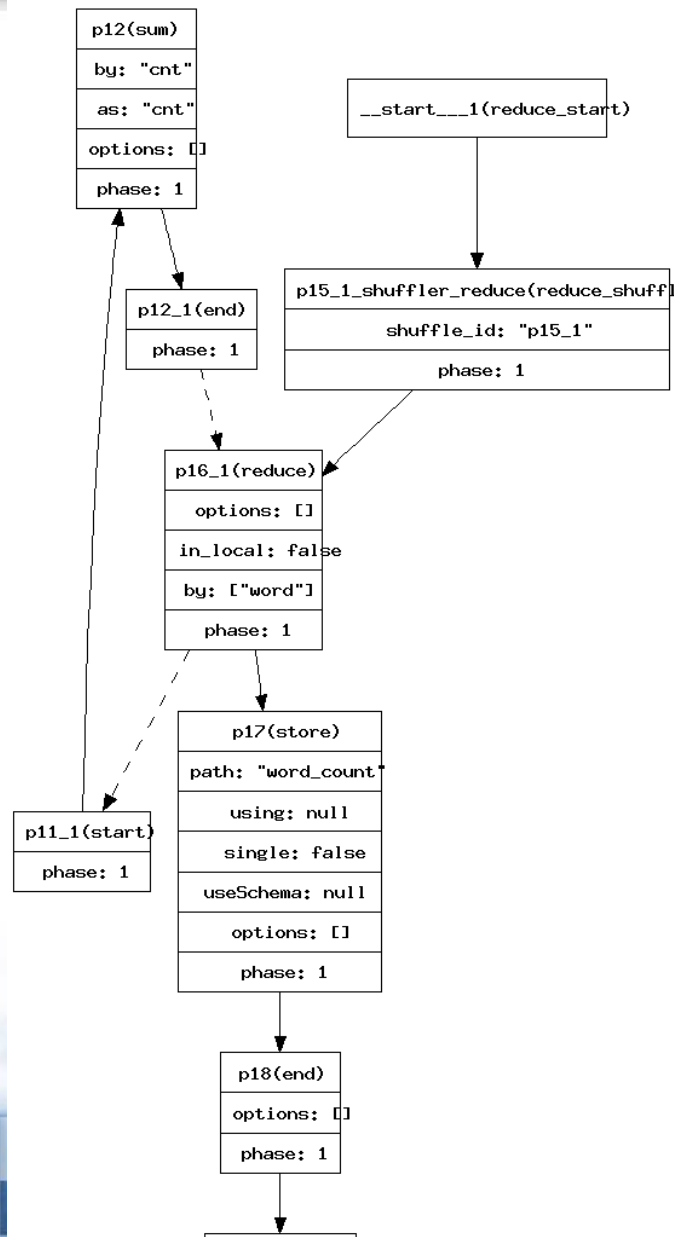 p12(sum)
by: "cnt"
as: "cnt"
options: []
phase: 1
__start___1(reduce_start)
p15_1_shuffler_reduce(reduce_shuffl
shuffle_id: "p15_1"
phase: 1
p12_1(end)
phase: 1
p16_1(reduce)
options: []
in_local: false
by: ["word"]
phase: 1
p17(store)
path: "word_count"
using: null
single: false
useSchema: null
options: []
phase: 1
p11_1(start)
phase: 1
p18(end)
options: []
phase: 1